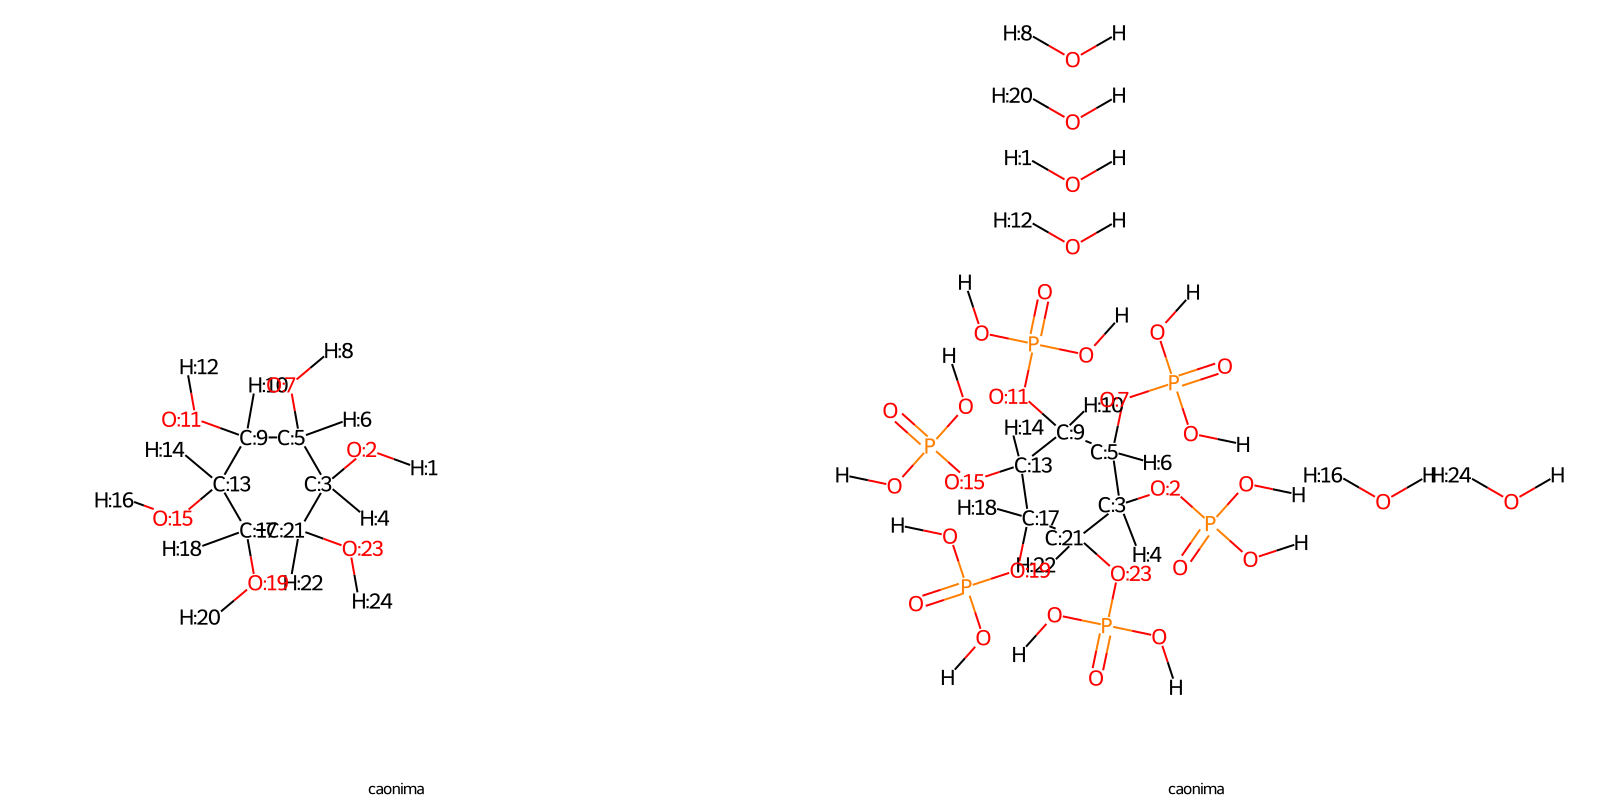 H:8
H:12
H:10 O:7
O:11 H:6
C:9 C:5
H:14 O:2
H:1
C:13 C:3
H:16
O:15 H:4
C:17 C:21
H:18 O:23
O:19 H:22
H:24
H:20
caonima
H:8 H
O
H:20 H
O
H:1 H
O
H:12 H
O
H O H
H
O O
P O
H O
O P
O:11 O:7
O O H:10
H:14 C:9 O
P H
C:5
C:13 H:6
H O O:15 O:2 O H
H:16 H H:24 H
O O
H:18 C:3
C:17
H O P
C:21 H
H:4 O
O
O:19 H:22 O:23
P
O O
P O
O
H H
H O
caonima